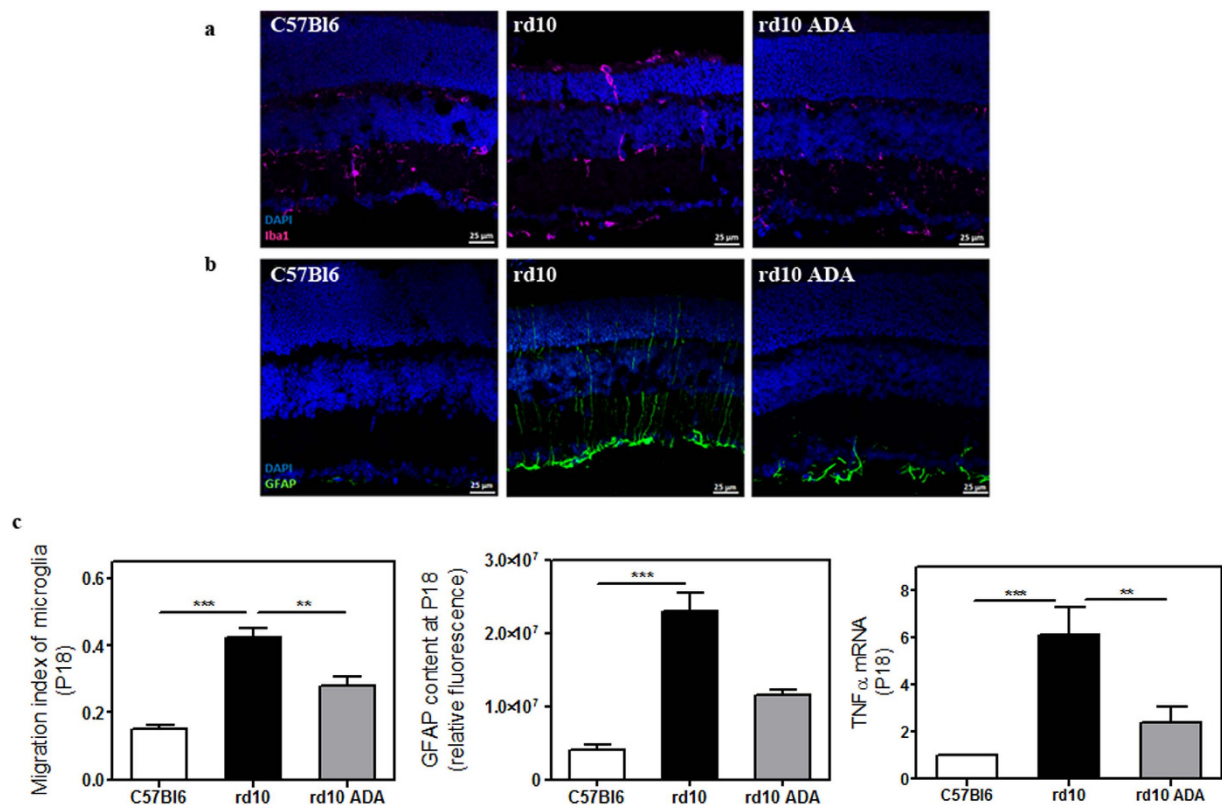 a
C57Bl6
rd10
rd10 ADA
DAPI
Iba1
25 µm
25 µm
25 µm
b
C57Bl6
rd10
rd10 ADA
DAPI
GFAP
25 µm
25 µm
25 µm
c
Migration index of microglia
(P18)
0.6
0.4
0.2
0.0
***
**
C57Bl6
rd10
rd10 ADA
GFAP content at P18
(relative fluorescence)
3.0×10⁷
2.0×10⁷
1.0×10⁷
0
***
C57Bl6
rd10
rd10 ADA
TNFα mRNA
(P18)
8
6
4
2
0
***
**
C57Bl6
rd10
rd10 ADA